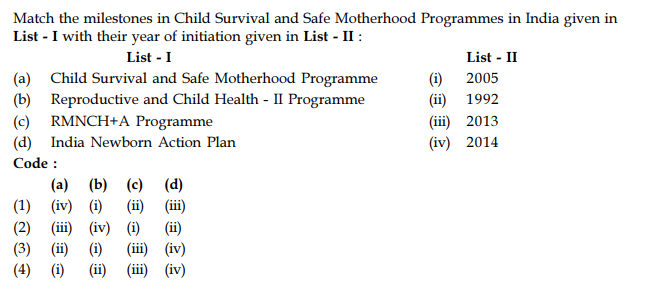 Match the milestones in Child Survival and Safe Motherhood Programmes in India given in
List - I with their year of initiation given in List - II :
List - I List - II
(a) Child Survival and Safe Motherhood Programme (i) 2005
(b) Reproductive and Child Health - II Programme (ii) 1992
(c) RMNCH+A Programme (iii) 2013
(d) India Newborn Action Plan (iv) 2014
Code :
(a) (b) (c) (d)
(1) (iv) (i) (ii) (iii)
(2) (iii) (iv) (i) (ii)
(3) (ii) (i) (iii) (iv)
(4) (i) (ii) (iii) (iv)